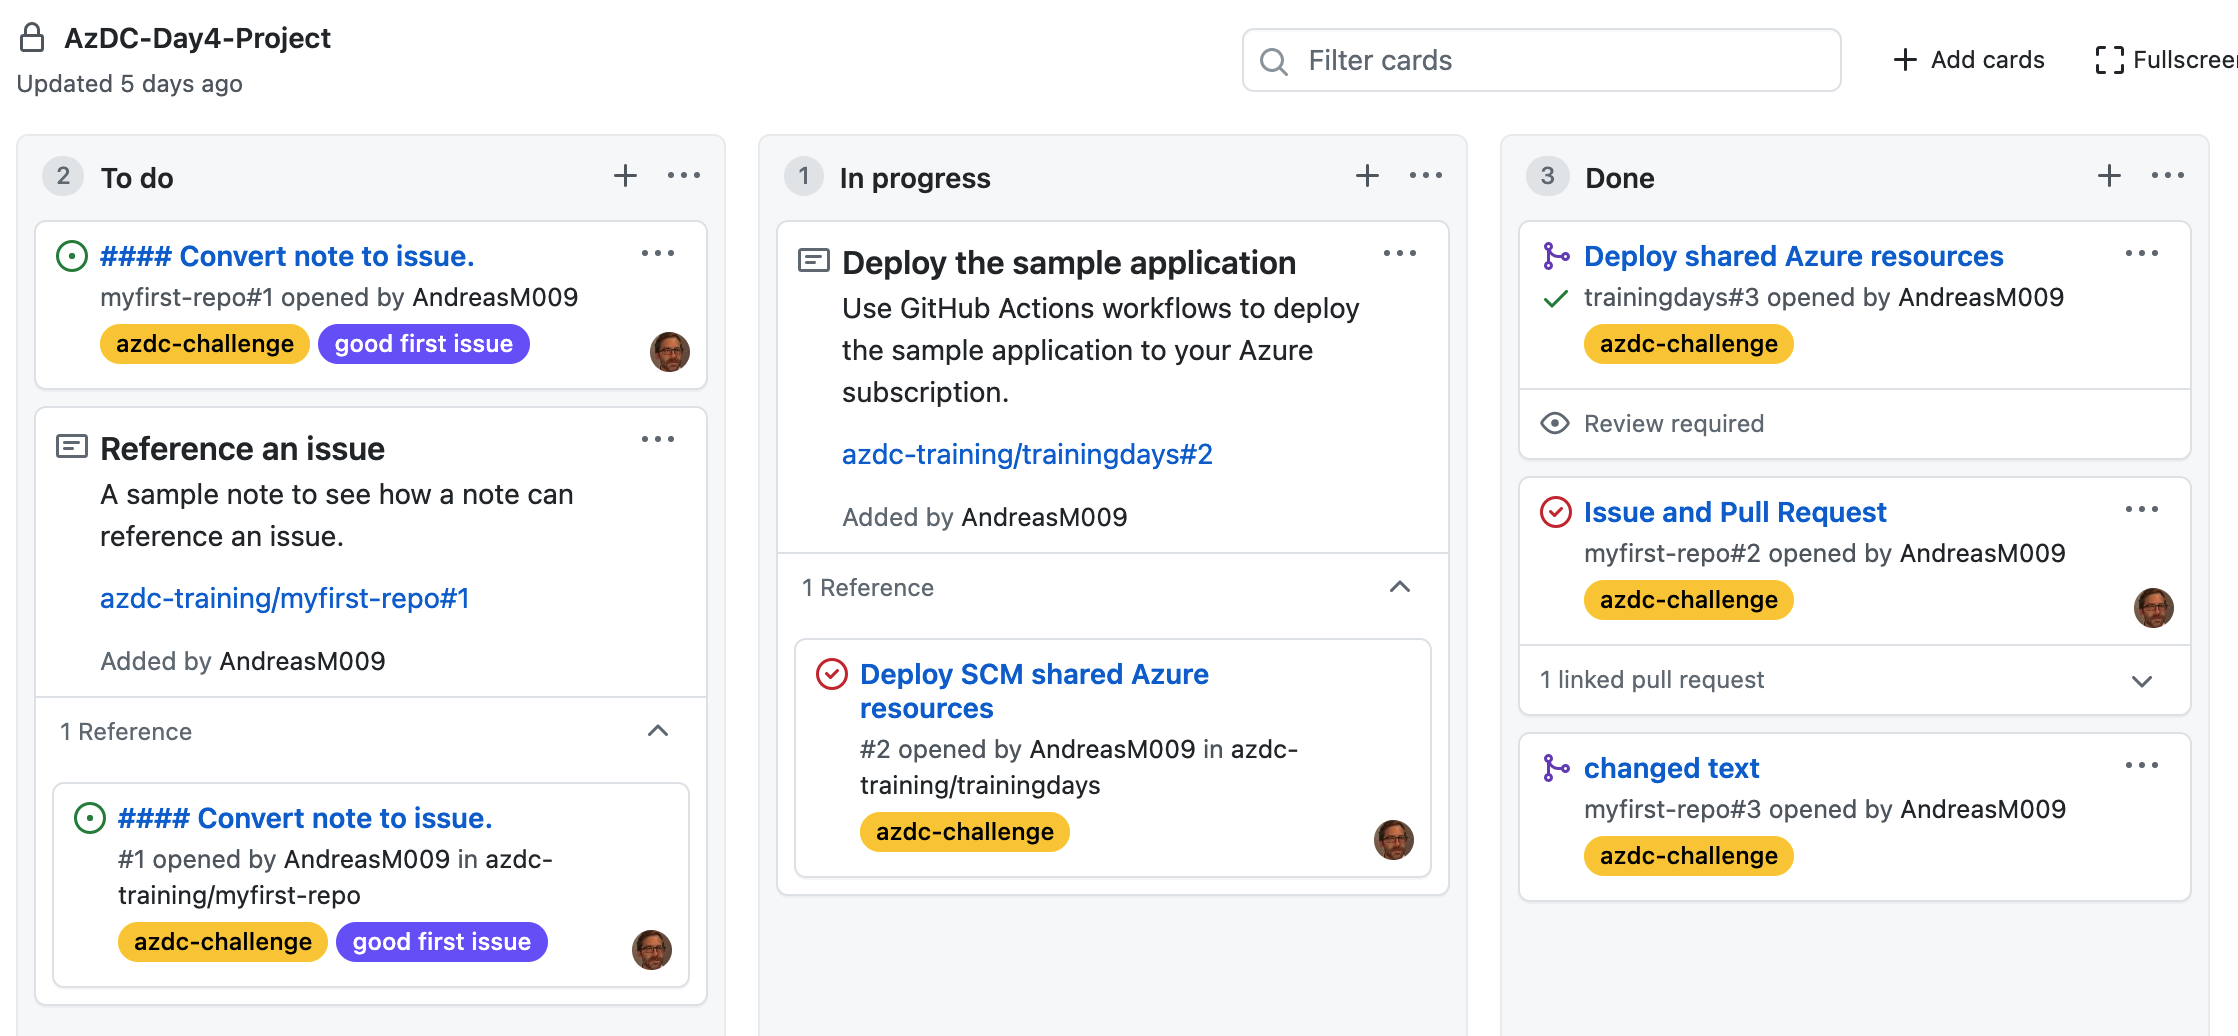 AzDC-Day4-Project
Updated 5 days ago
Filter cards
Add cards
Fullscreen
2 To do
#### Convert note to issue.
myfirst-repo#1 opened by AndreasM009
azdc-challenge good first issue
Reference an issue
A sample note to see how a note can
reference an issue.
azdc-training/myfirst-repo#1
Added by AndreasM009
1 Reference
#### Convert note to issue.
#1 opened by AndreasM009 in azdc-
training/myfirst-repo
azdc-challenge good first issue
1 In progress
Deploy the sample application
Use GitHub Actions workflows to deploy
the sample application to your Azure
subscription.
azdc-training/trainingdays#2
Added by AndreasM009
1 Reference
Deploy SCM shared Azure
resources
#2 opened by AndreasM009 in azdc-
training/trainingdays
azdc-challenge
3 Done
Deploy shared Azure resources
trainingdays#3 opened by AndreasM009
azdc-challenge
Review required
Issue and Pull Request
myfirst-repo#2 opened by AndreasM009
azdc-challenge
1 linked pull request
changed text
myfirst-repo#3 opened by AndreasM009
azdc-challenge